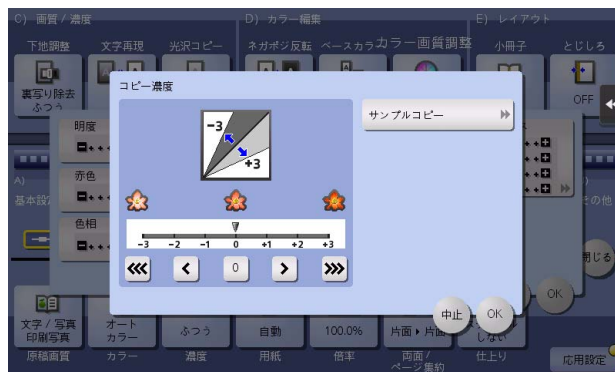 C) 画質 / 濃度
D) カラー編集
E) レイアウト
下地調整
文字再現
光沢コピー
ネガポジ反転
ベースカラー
カラー画質調整
小冊子
とじしろ
裏写り除去
ふつう
OFF
コピー濃度
-3
+3
サンプルコピー
明度
赤色
色相
A)
基本設
その他
-3 -2 -1 0 +1 +2 +3
0
閉じる
OK
中止
OK
文字 / 写真
印刷写真
オート
カラー
ふつう
自動
100.0%
片面 ▸ 片面
しない
原稿画質
カラー
濃度
用紙
倍率
両面 /
ページ集約
仕上り
応用設定